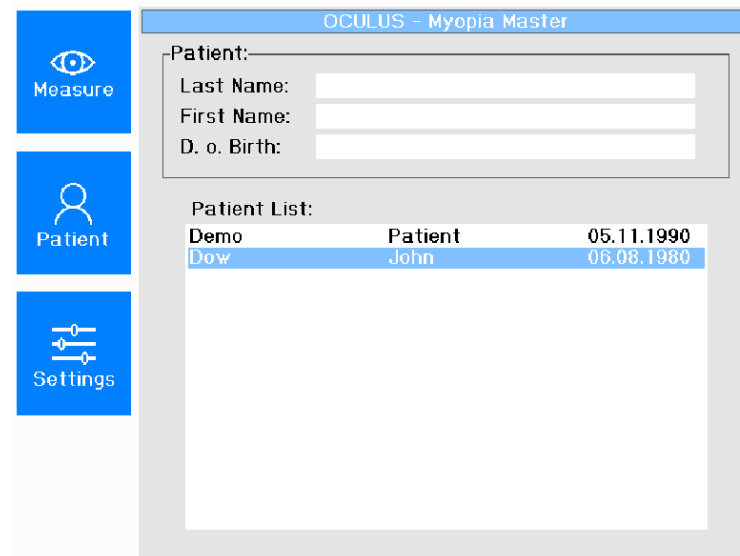 OCULUS - Myopia Master
Measure
Patient
Settings
Patient:
Last Name:
First Name:
D. o. Birth:
Patient List:
Demo Patient 05.11.1990
Dow John 06.08.1980